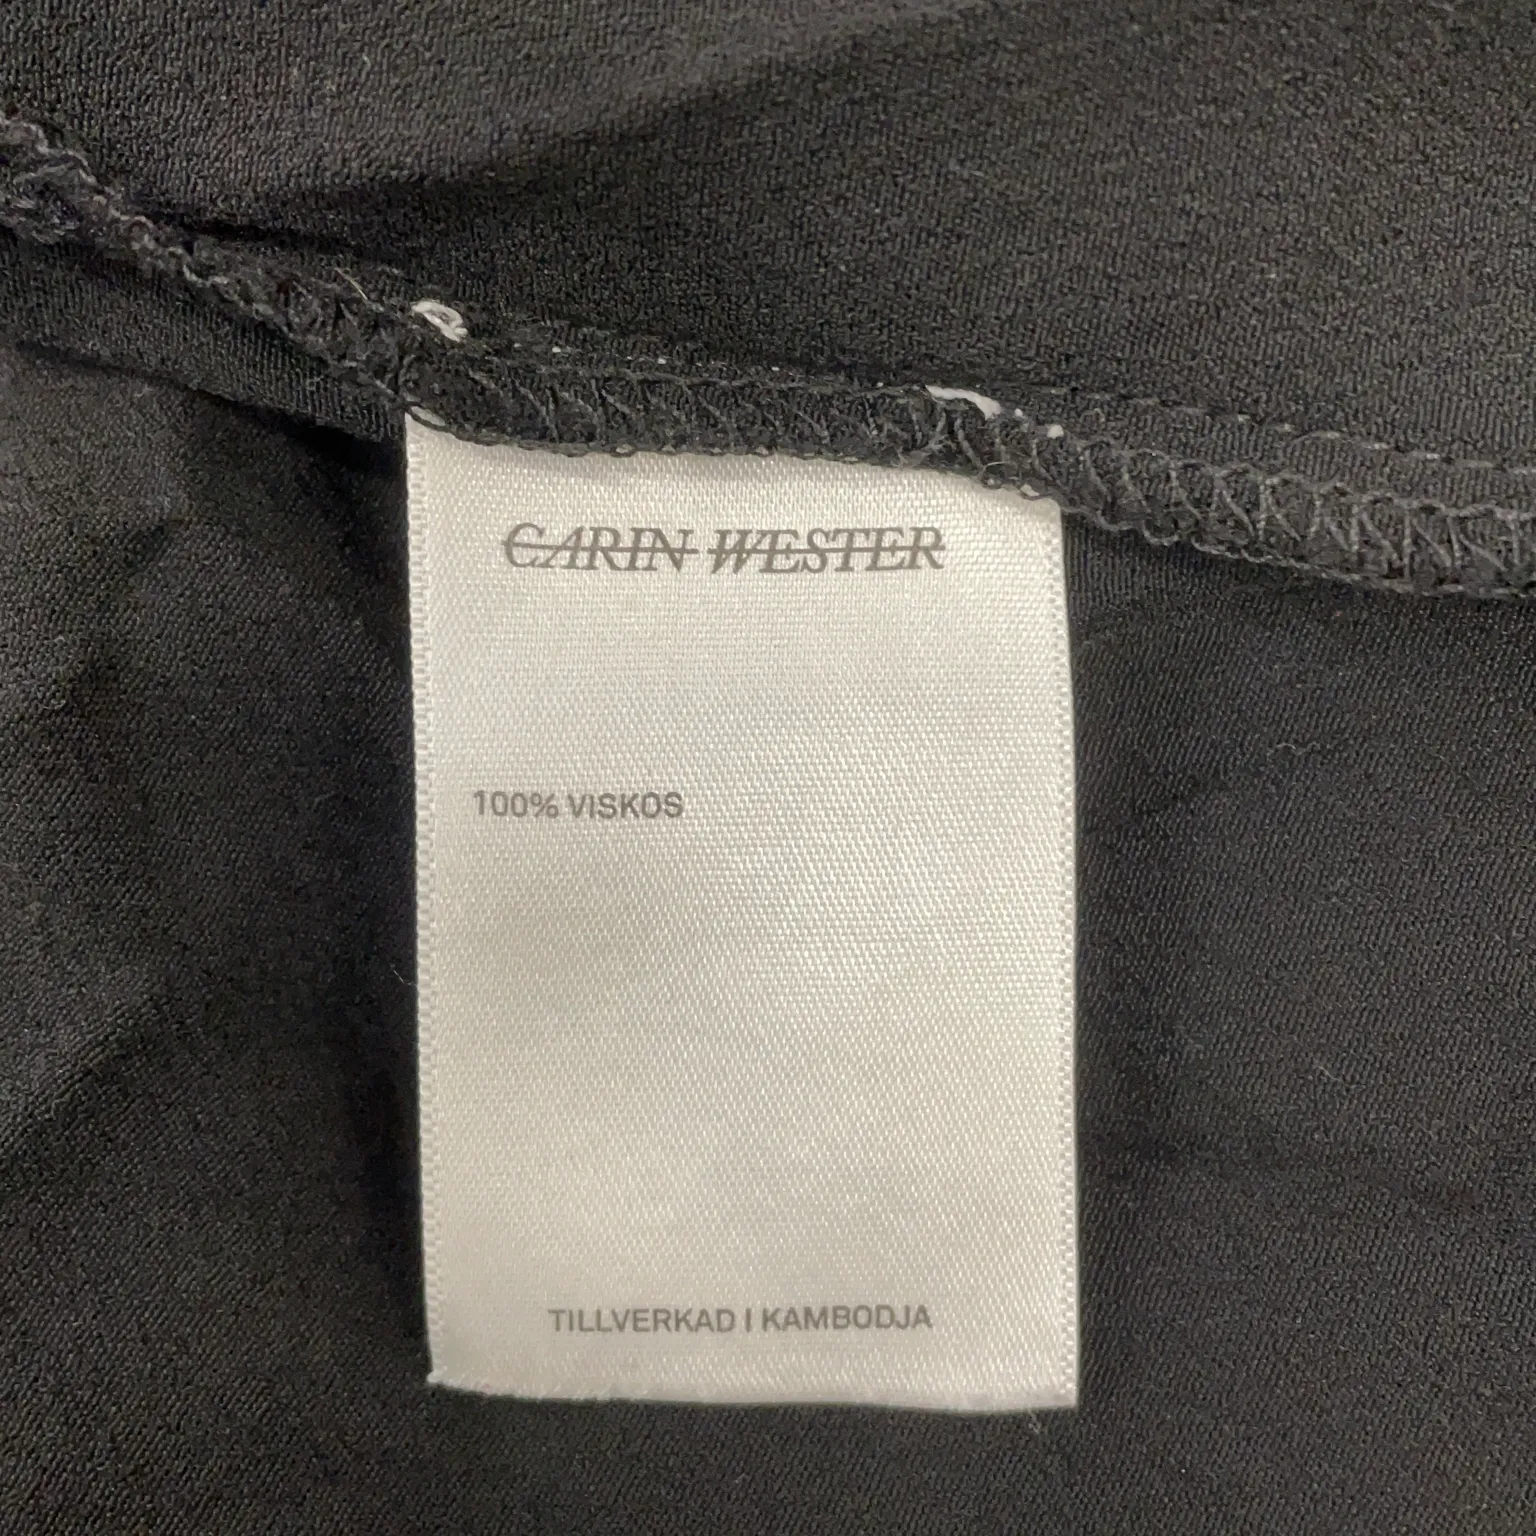 CARIN WESTER
100% VISKOS
TILLVERKAD I KAMBODJA